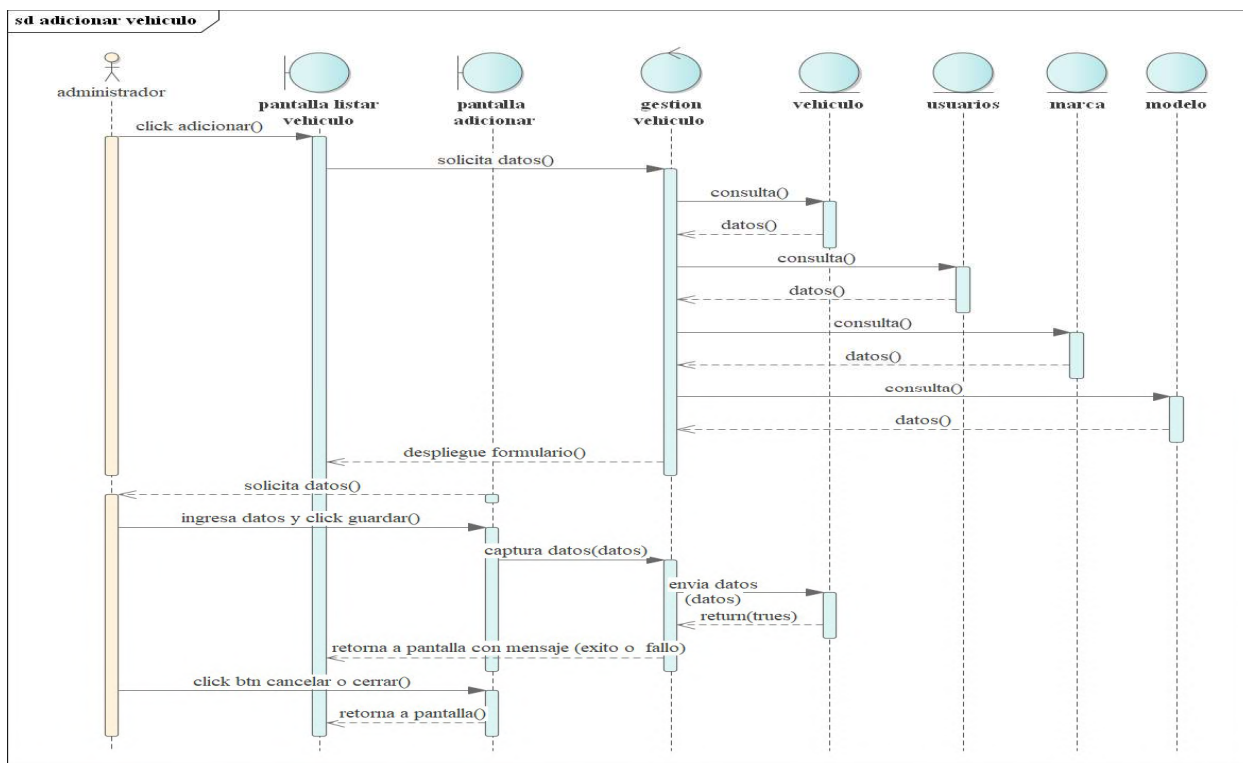 sd adicionar vehiculo
administrador
pantalla listar
vehiculo
pantalla
adicionar
gestion
vehiculo
vehiculo
usuarios
marca
modelo
click adicionar()
solicita datos()
consulta()
datos()
consulta()
datos()
consulta()
datos()
consulta()
datos()
despliegue formulario()
solicita datos()
ingresa datos y click guardar()
captura datos(datos)
envia datos
(datos)
return(trues)
retorna a pantalla con mensaje (exito o fallo)
click btn cancelar o cerrar()
retorna a pantalla()